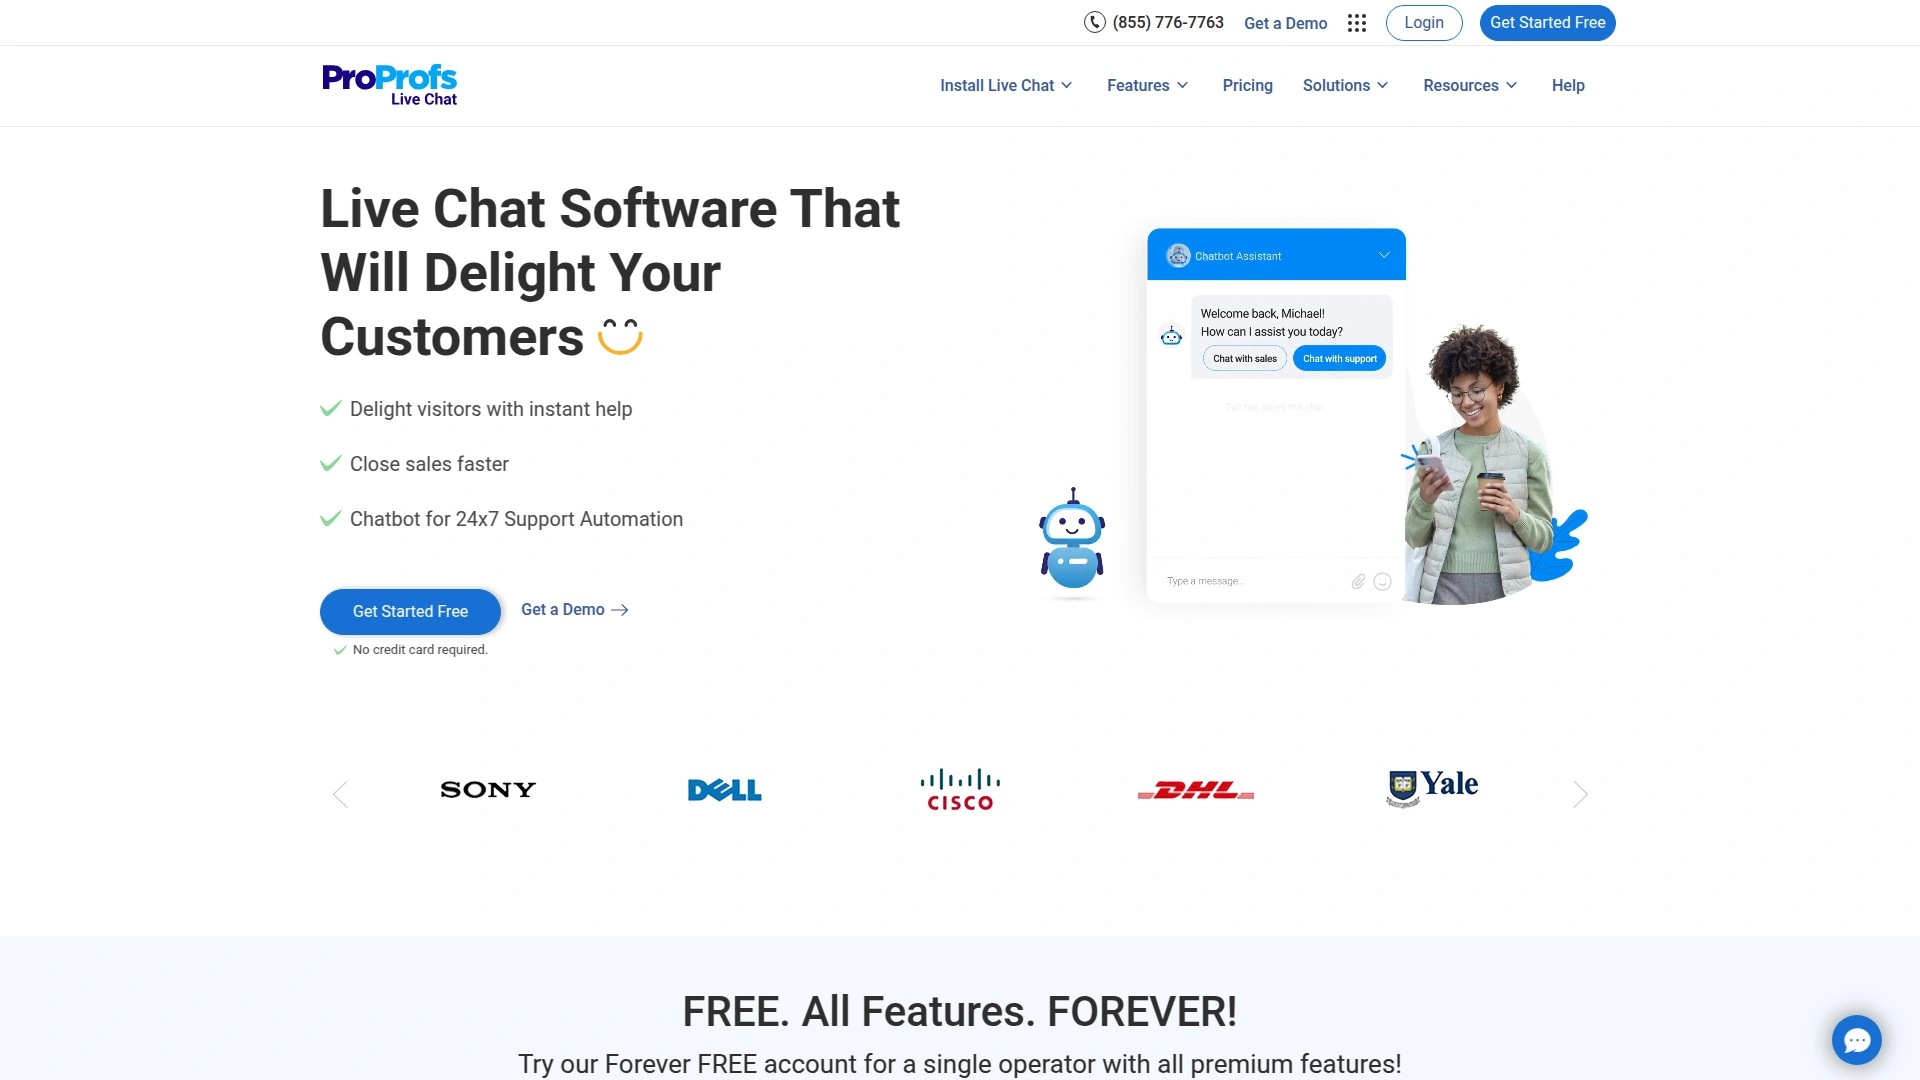 (855) 776-7763 Get a Demo Login Get Started Free
ProProfs
Live Chat
Install Live Chat Features Pricing Solutions Resources Help
Live Chat Software That
Will Delight Your
Customers
Delight visitors with instant help
Close sales faster
Chatbot for 24x7 Support Automation
Get Started Free Get a Demo
No credit card required.
Chatbot Assistant
Welcome back, Michael!
How can I assist you today?
Chat with sales Chat with support
joined this chat
Type a message...
SONY DELL CISCO DHL Yale
FREE. All Features. FOREVER!
Try our Forever FREE account for a single operator with all premium features!